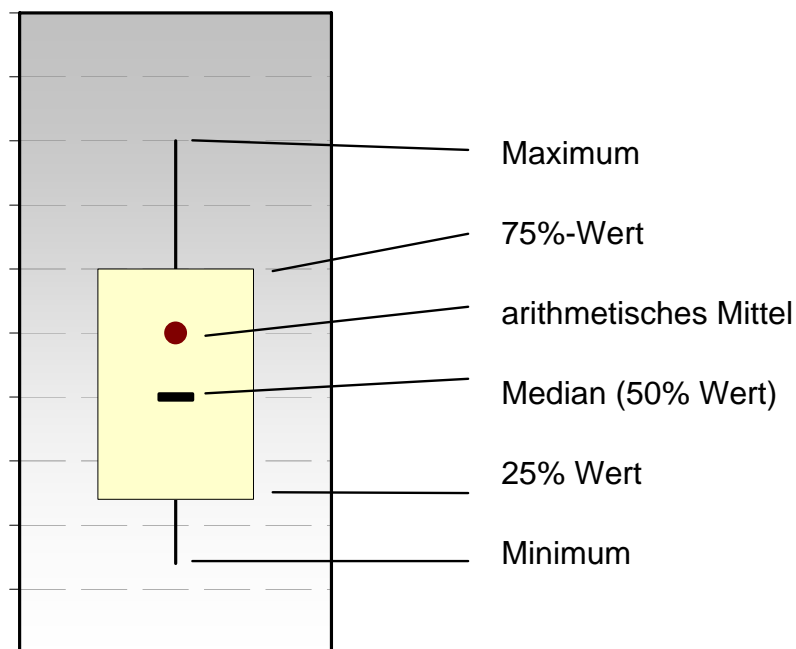 Maximum
75%-Wert
arithmetisches Mittel
Median (50% Wert)
25% Wert
Minimum